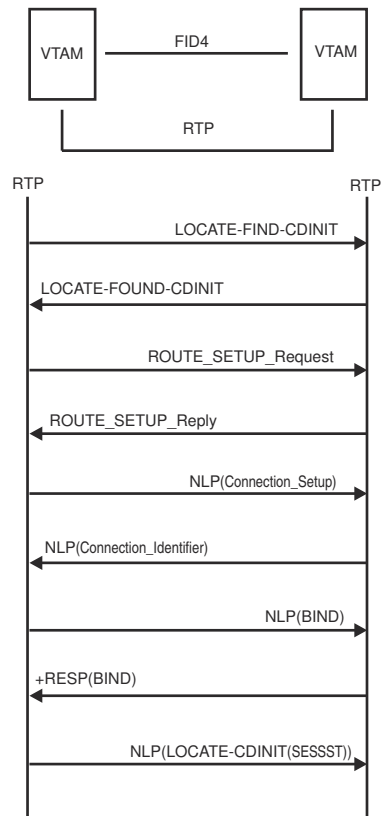 VTAM
FID4
VTAM
RTP
RTP
RTP
LOCATE-FIND-CDINIT
LOCATE-FOUND-CDINIT
ROUTE_SETUP_Request
ROUTE_SETUP_Reply
NLP(Connection_Setup)
NLP(Connection_Identifier)
NLP(BIND)
+RESP(BIND)
NLP(LOCATE-CDINIT(SESSST))